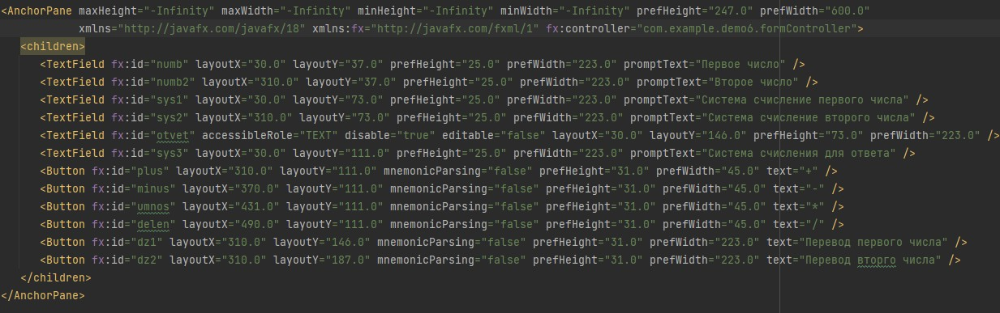 <AnchorPane maxHeight="-Infinity" maxWidth="-Infinity" minHeight="-Infinity" minWidth="-Infinity" prefHeight="247.0" prefWidth="600.0"
xmlns="http://javafx.com/javafx/18" xmlns:fx="http://javafx.com/fxml/1" fx:controller="com.example.demo6.formController">
<children>
<TextField fx:id="numb" layoutX="30.0" layoutY="37.0" prefHeight="25.0" prefWidth="223.0" promptText="Первое число" />
<TextField fx:id="numb2" layoutX="310.0" layoutY="37.0" prefHeight="25.0" prefWidth="223.0" promptText="Второе число" />
<TextField fx:id="sys1" layoutX="30.0" layoutY="73.0" prefHeight="25.0" prefWidth="223.0" promptText="Система счисление первого числа" />
<TextField fx:id="sys2" layoutX="310.0" layoutY="73.0" prefHeight="25.0" prefWidth="223.0" promptText="Система счисление второго числа" />
<TextField fx:id="otvet" accessibleRole="TEXT" disable="true" editable="false" layoutX="30.0" layoutY="146.0" prefHeight="73.0" prefWidth="223.0" />
<TextField fx:id="sys3" layoutX="30.0" layoutY="111.0" prefHeight="25.0" prefWidth="223.0" promptText="Система счисления для ответа" />
<Button fx:id="plus" layoutX="310.0" layoutY="111.0" mnemonicParsing="false" prefHeight="31.0" prefWidth="45.0" text="+" />
<Button fx:id="minus" layoutX="370.0" layoutY="111.0" mnemonicParsing="false" prefHeight="31.0" prefWidth="45.0" text="-" />
<Button fx:id="umnos" layoutX="431.0" layoutY="111.0" mnemonicParsing="false" prefHeight="31.0" prefWidth="45.0" text="*" />
<Button fx:id="delen" layoutX="490.0" layoutY="111.0" mnemonicParsing="false" prefHeight="31.0" prefWidth="45.0" text="/" />
<Button fx:id="dz1" layoutX="310.0" layoutY="146.0" mnemonicParsing="false" prefHeight="31.0" prefWidth="223.0" text="Перевод первого числа" />
<Button fx:id="dz2" layoutX="310.0" layoutY="187.0" mnemonicParsing="false" prefHeight="31.0" prefWidth="223.0" text="Перевод вторго числа" />
</children>
</AnchorPane>